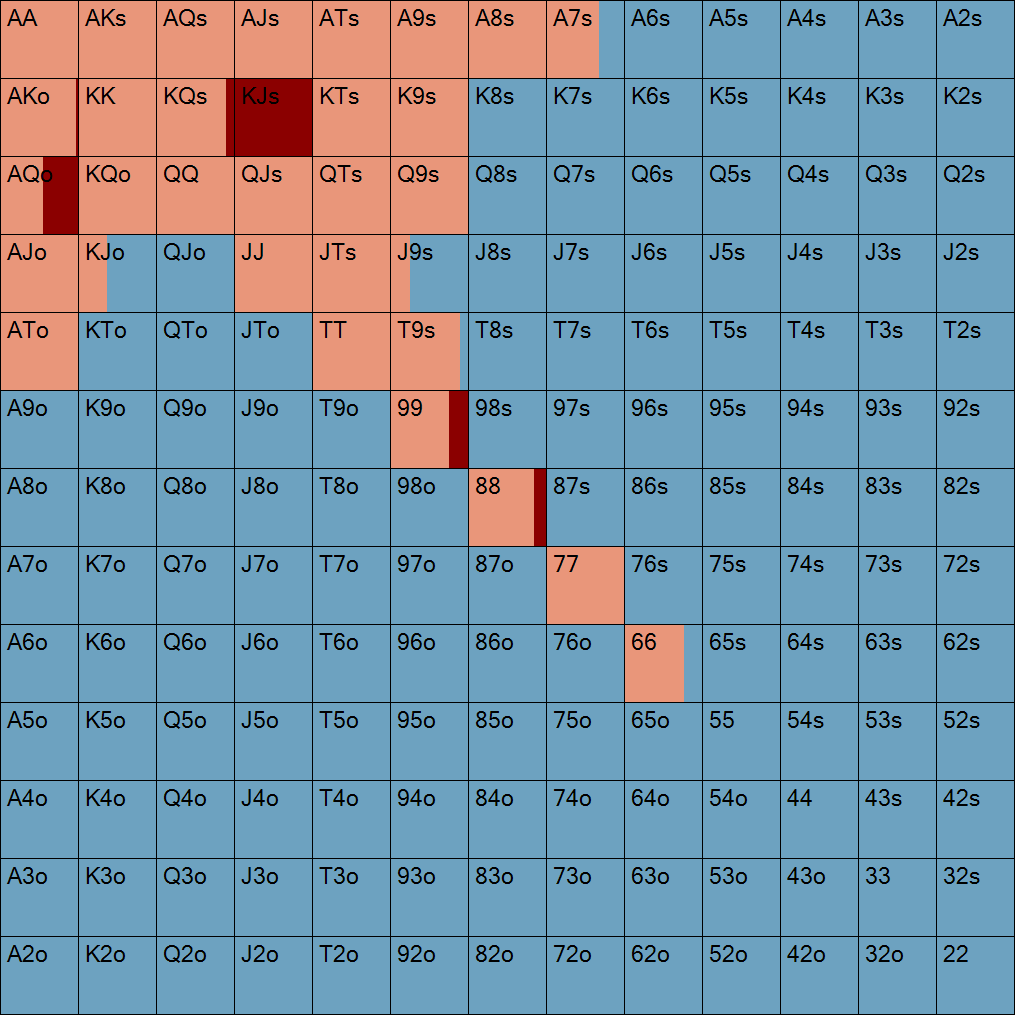 AA AKs AQs AJs ATs A9s A8s A7s A6s A5s A4s A3s A2s
AKo KK KQs KJs KTs K9s K8s K7s K6s K5s K4s K3s K2s
AQo KQo QQ QJs QTs Q9s Q8s Q7s Q6s Q5s Q4s Q3s Q2s
AJo KJo QJo JJ JTs J9s J8s J7s J6s J5s J4s J3s J2s
ATo KTo QTo JTo TT T9s T8s T7s T6s T5s T4s T3s T2s
A9o K9o Q9o J9o T9o 99 98s 97s 96s 95s 94s 93s 92s
A8o K8o Q8o J8o T8o 98o 88 87s 86s 85s 84s 83s 82s
A7o K7o Q7o J7o T7o 97o 87o 77 76s 75s 74s 73s 72s
A6o K6o Q6o J6o T6o 96o 86o 76o 66 65s 64s 63s 62s
A5o K5o Q5o J5o T5o 95o 85o 75o 65o 55 54s 53s 52s
A4o K4o Q4o J4o T4o 94o 84o 74o 64o 54o 44 43s 42s
A3o K3o Q3o J3o T3o 93o 83o 73o 63o 53o 43o 33 32s
A2o K2o Q2o J2o T2o 92o 82o 72o 62o 52o 42o 32o 22